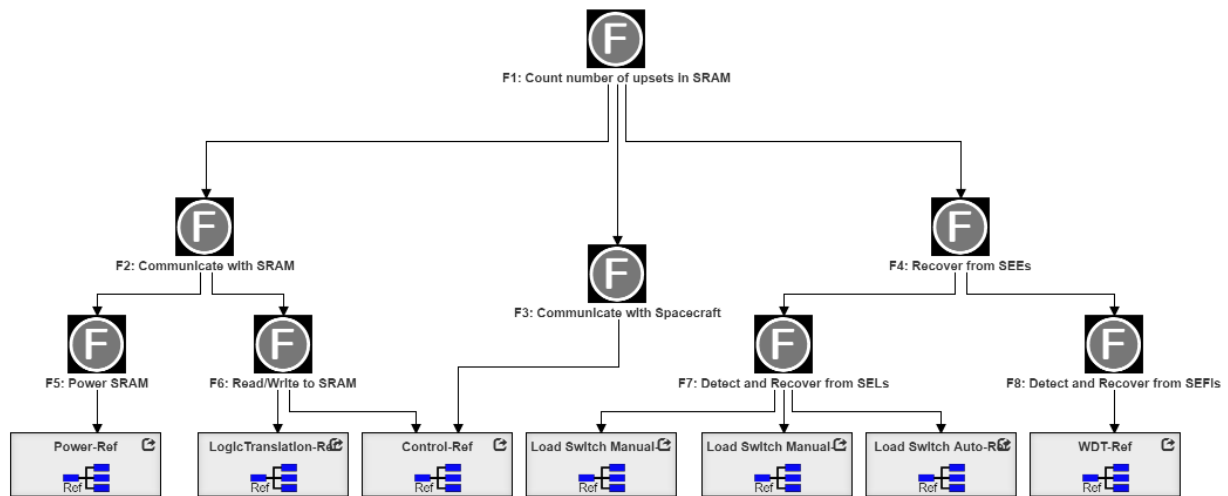 F
F1: Count number of upsets in SRAM
F
F2: Communicate with SRAM
F
F4: Recover from SEEs
F
F3: Communicate with Spacecraft
F
F5: Power SRAM
F
F6: Read/Write to SRAM
F
F7: Detect and Recover from SELs
F
F8: Detect and Recover from SEFIs
Power-Ref
LogicTranslation-Ref
Control-Ref
Load Switch Manual-
Load Switch Manual-
Load Switch Auto-Ref
WDT-Ref
Ref
Ref
Ref
Ref
Ref
Ref
Ref